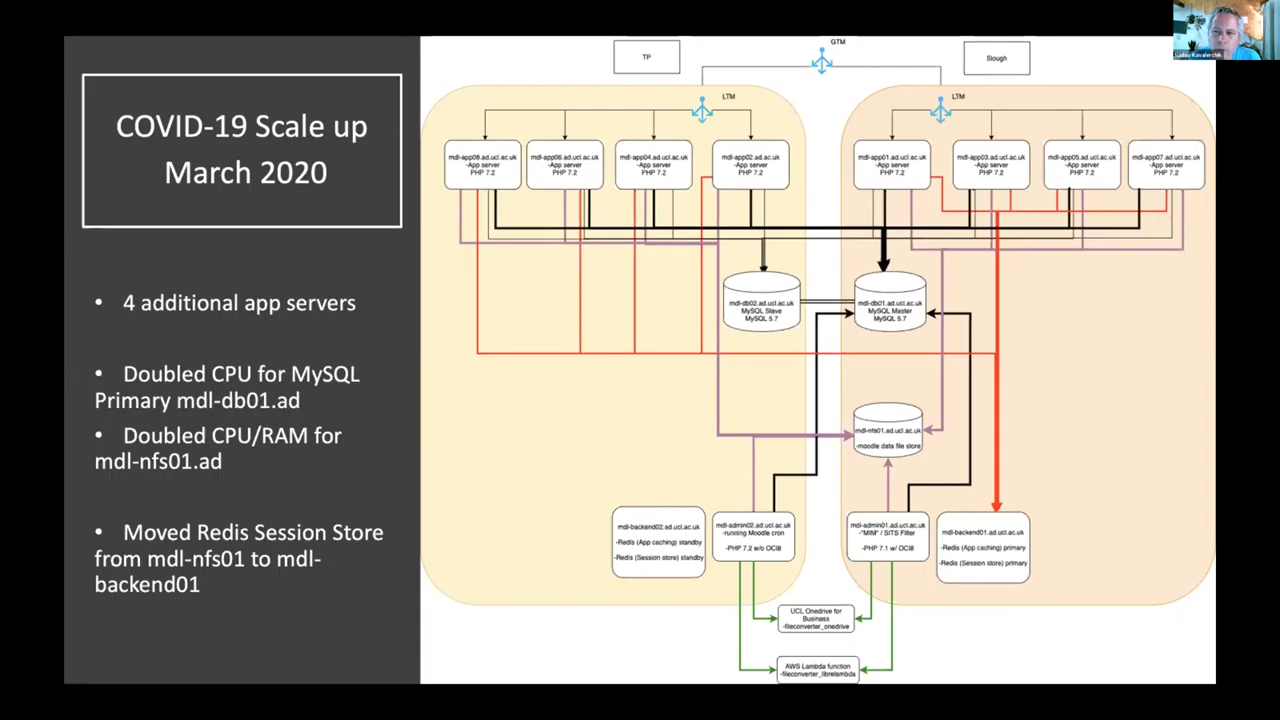 COVID-19 Scale up
March 2020
• 4 additional app servers
• Doubled CPU for MySQL
Primary mdl-db01.ad
• Doubled CPU/RAM for
mdl-nfs01.ad
• Moved Redis Session Store
from mdl-nfs01 to mdl-
backend01
TP
GTM
Slough
LTM
LTM
mdl-app08.ad.ucl.ac.uk
-App server
PHP 7.2
mdl-app06.ad.ucl.ac.uk
-App server
PHP 7.2
mdl-app04.ad.ucl.ac.uk
-App server
PHP 7.2
mdl-app02.ad.ac.uk
-App server
PHP 7.2
mdl-app01.ad.ucl.ac.uk
-App server
PHP 7.2
mdl-app03.ad.ucl.ac.uk
-App server
PHP 7.2
mdl-app05.ad.ucl.ac.uk
-App server
PHP 7.2
mdl-app07.ad.ucl.ac.uk
-App server
PHP 7.2
mdl-db02.ad.ucl.ac.uk
MySQL Slave
MySQL 5.7
mdl-db01.ad.ucl.ac.uk
MySQL Master
MySQL 5.7
mdl-nfs01.ad.ucl.ac.uk
-moodle data file store
mdl-backend02.ad.ucl.ac.uk
-Redis (App caching) standby
-Redis (Session store) standby
mdl-admin02.ad.ucl.ac.uk
-running Moodle cron
-PHP 7.2 w/o OCI8
mdl-admin01.ad.ucl.ac.uk
-"MIM" / SITS Filter
-PHP 7.1 w/ OCI8
mdl-backend01.ad.ucl.ac.uk
-Redis (App caching) primary
-Redis (Session store) primary
UCL Onedrive for
Business
-fileconverter_onedrive
AWS Lambda function
-fileconverter_librelambda
Kavalerchik